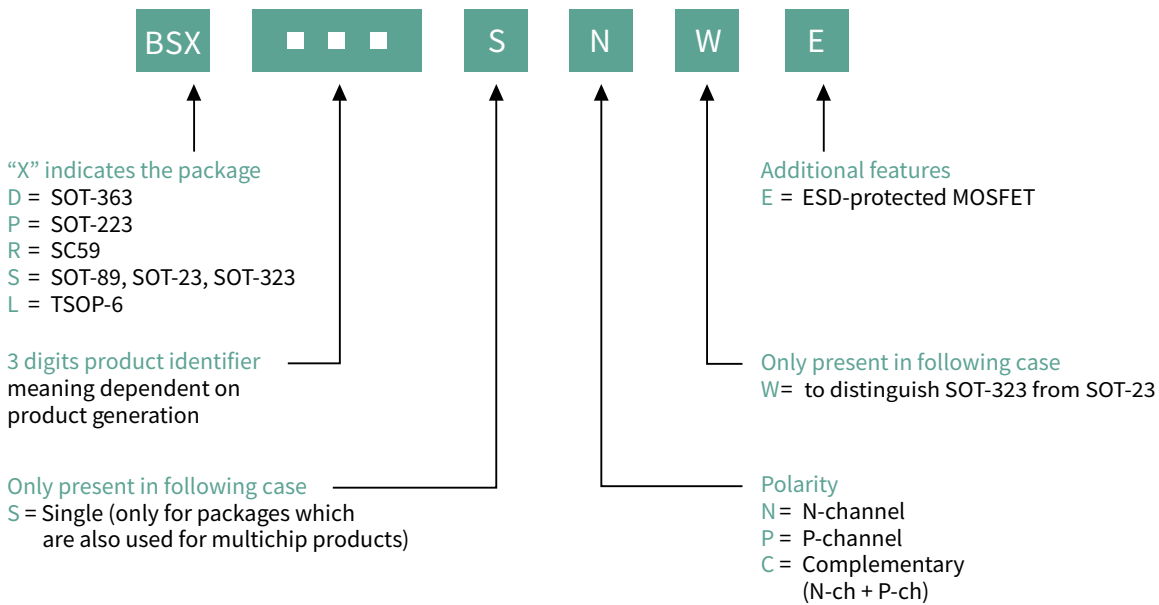 BSX S N W E
“X” indicates the package
D = SOT-363
P = SOT-223
R = SC59
S = SOT-89, SOT-23, SOT-323
L = TSOP-6
Additional features
E = ESD-protected MOSFET
3 digits product identifier
meaning dependent on
product generation
Only present in following case
W= to distinguish SOT-323 from SOT-23
Only present in following case
S = Single (only for packages which
are also used for multichip products)
Polarity
N = N-channel
P = P-channel
C = Complementary
(N-ch + P-ch)